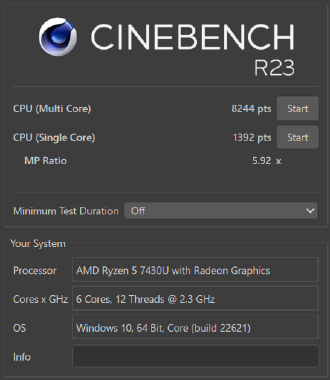 CINEBENCH
R23
CPU (Multi Core) 8244 pts Start
CPU (Single Core) 1392 pts Start
MP Ratio 5.92 x
Minimum Test Duration Off
Your System
Processor AMD Ryzen 5 7430U with Radeon Graphics
Cores x GHz 6 Cores, 12 Threads @ 2.3 GHz
OS Windows 10, 64 Bit, Core (build 22621)
Info